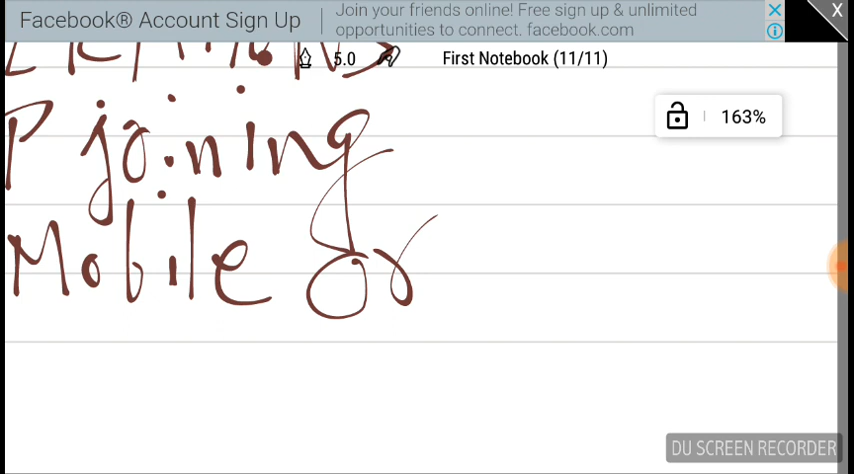 Facebook® Account Sign Up
Join your friends online! Free sign up & unlimited
opportunities to connect. facebook.com
X
5.0
First Notebook (11/11)
163%
P joining
Mobile or
DU SCREEN RECORDER